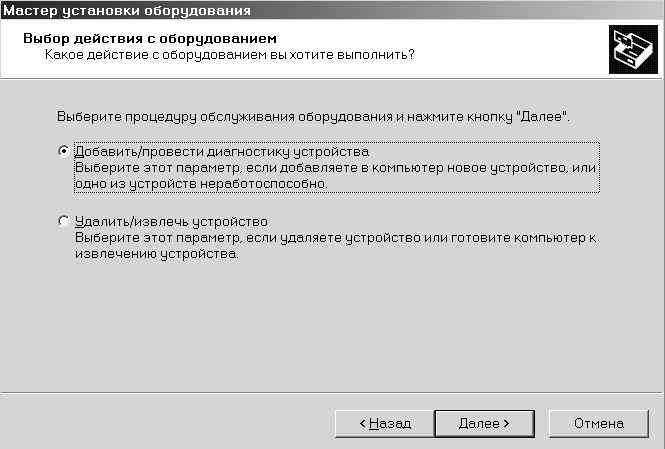 Мастер установки оборудования
Выбор действия с оборудованием
Какое действие с оборудованием вы хотите выполнить?
Выберите процедуру обслуживания оборудования и нажмите кнопку "Далее".
Добавить/провести диагностику устройства
Выберите этот параметр, если добавляете в компьютер новое устройство, или
одно из устройств неработоспособно.
Удалить/извлечь устройство
Выберите этот параметр, если удаляете устройство или готовите компьютер к
извлечению устройства.
< Назад
Далее >
Отмена